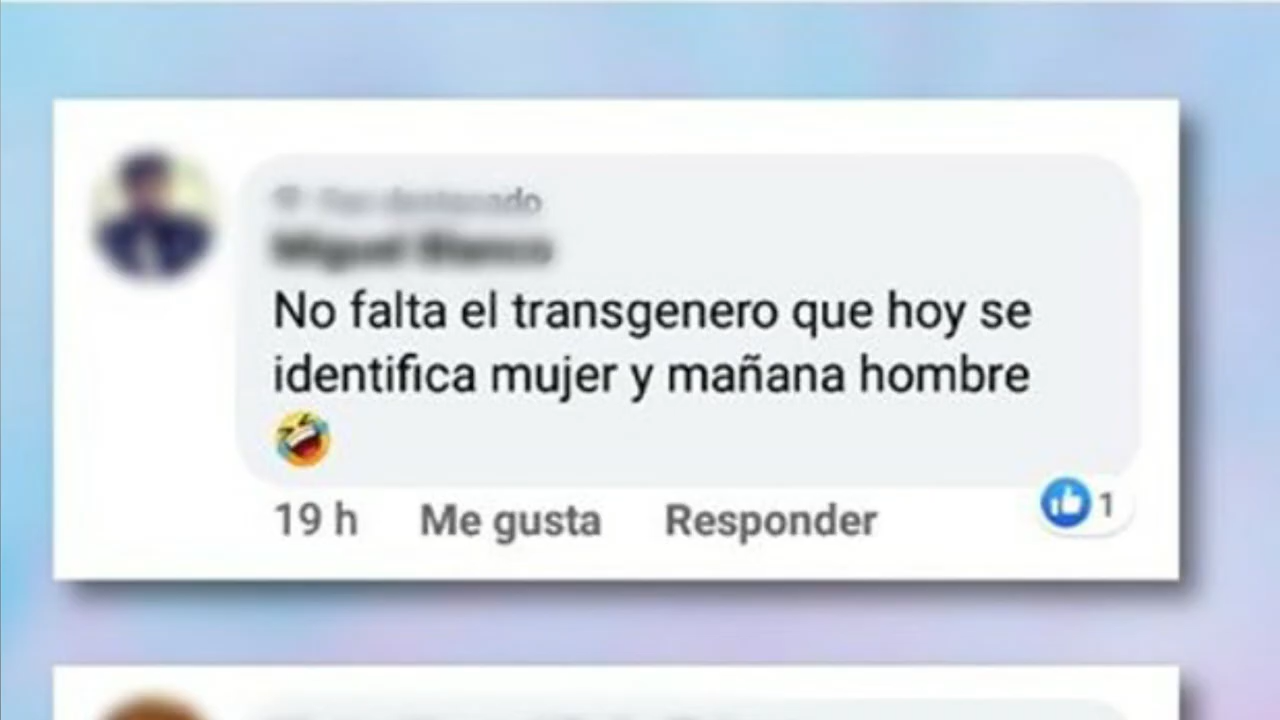 No falta el transgenero que hoy se
identifica mujer y mañana hombre
19 h Me gusta Responder 1